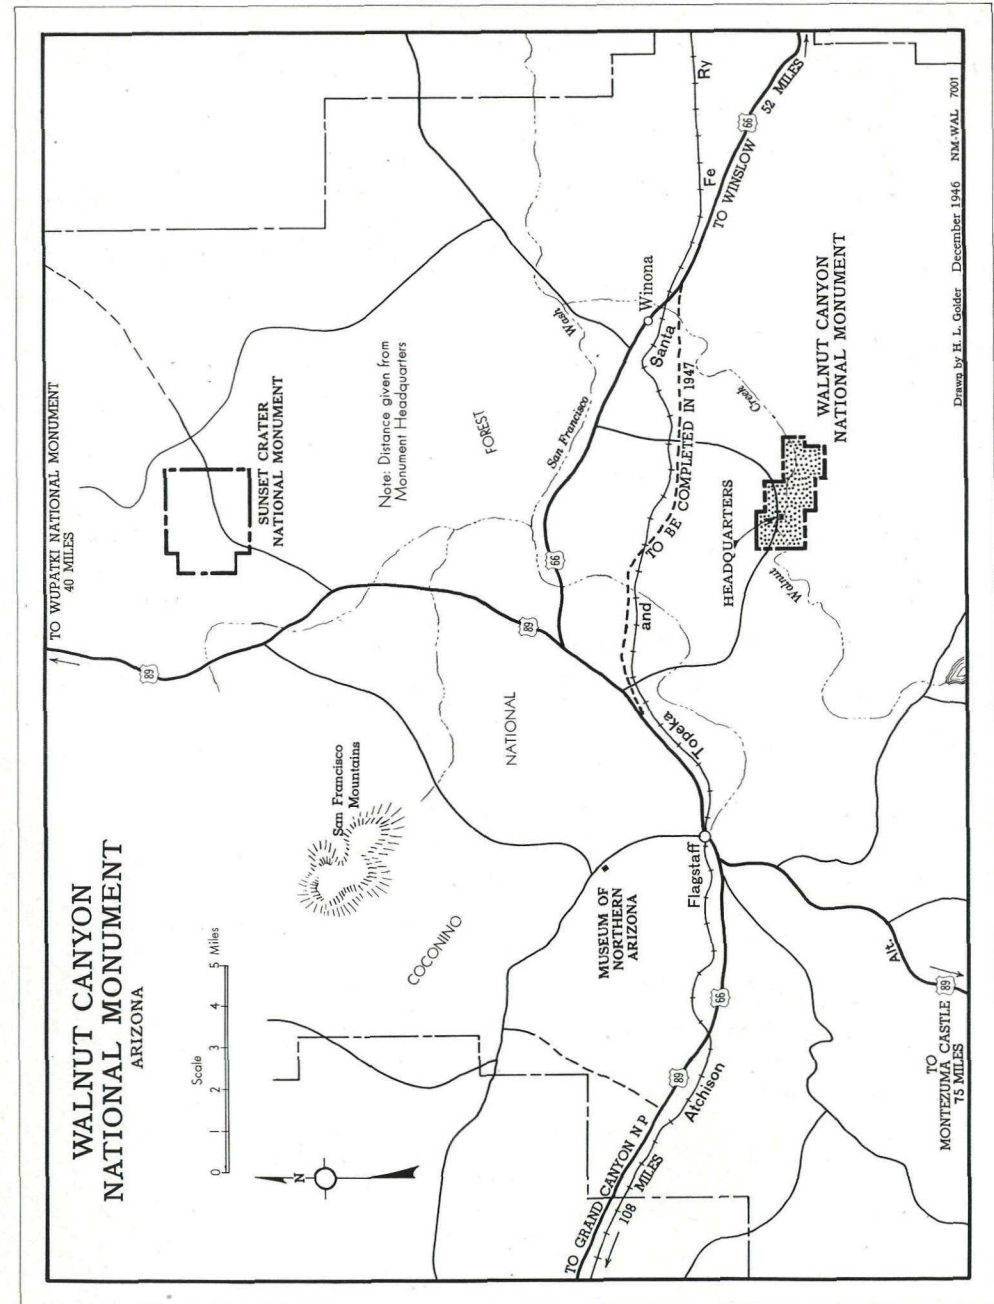 WALNUT CANYON
NATIONAL MONUMENT
ARIZONA
Scale
0 1 2 3 4 5 Miles
N
TO WUPATKI NATIONAL MONUMENT
40 MILES
89
SUNSET CRATER
NATIONAL MONUMENT
Note: Distance given from
Monument Headquarters
San Francisco
Mountains
COCONINO
NATIONAL
FOREST
San Francisco
Wash
89
66
MUSEUM OF
NORTHERN
ARIZONA
Flagstaff
Winona
Atchison
Topeka
and
Santa
Fe
Ry
TO BE COMPLETED IN 1947
TO WINSLOW
66
52 MILES
TO GRAND CANYON N P
108 MILES
89
66
HEADQUARTERS
Walnut
Creek
WALNUT CANYON
NATIONAL MONUMENT
Alt.
89
TO
MONTEZUMA CASTLE
75 MILES
Drawn by H. L. Golder December 1946 NM-WAL 7001